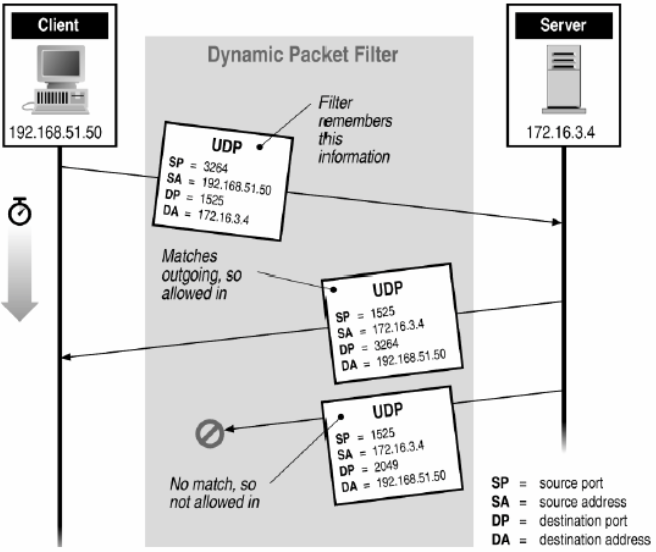 Client
192.168.51.50
Server
172.16.3.4
Dynamic Packet Filter
Filter
remembers
this
information
UDP
SP = 3264
SA = 192.168.51.50
DP = 1525
DA = 172.16.3.4
Matches
outgoing, so
allowed in
UDP
SP = 1525
SA = 172.16.3.4
DP = 3264
DA = 192.168.51.50
UDP
SP = 1525
SA = 172.16.3.4
DP = 2049
DA = 192.168.51.50
No match, so
not allowed in
SP = source port
SA = source address
DP = destination port
DA = destination address